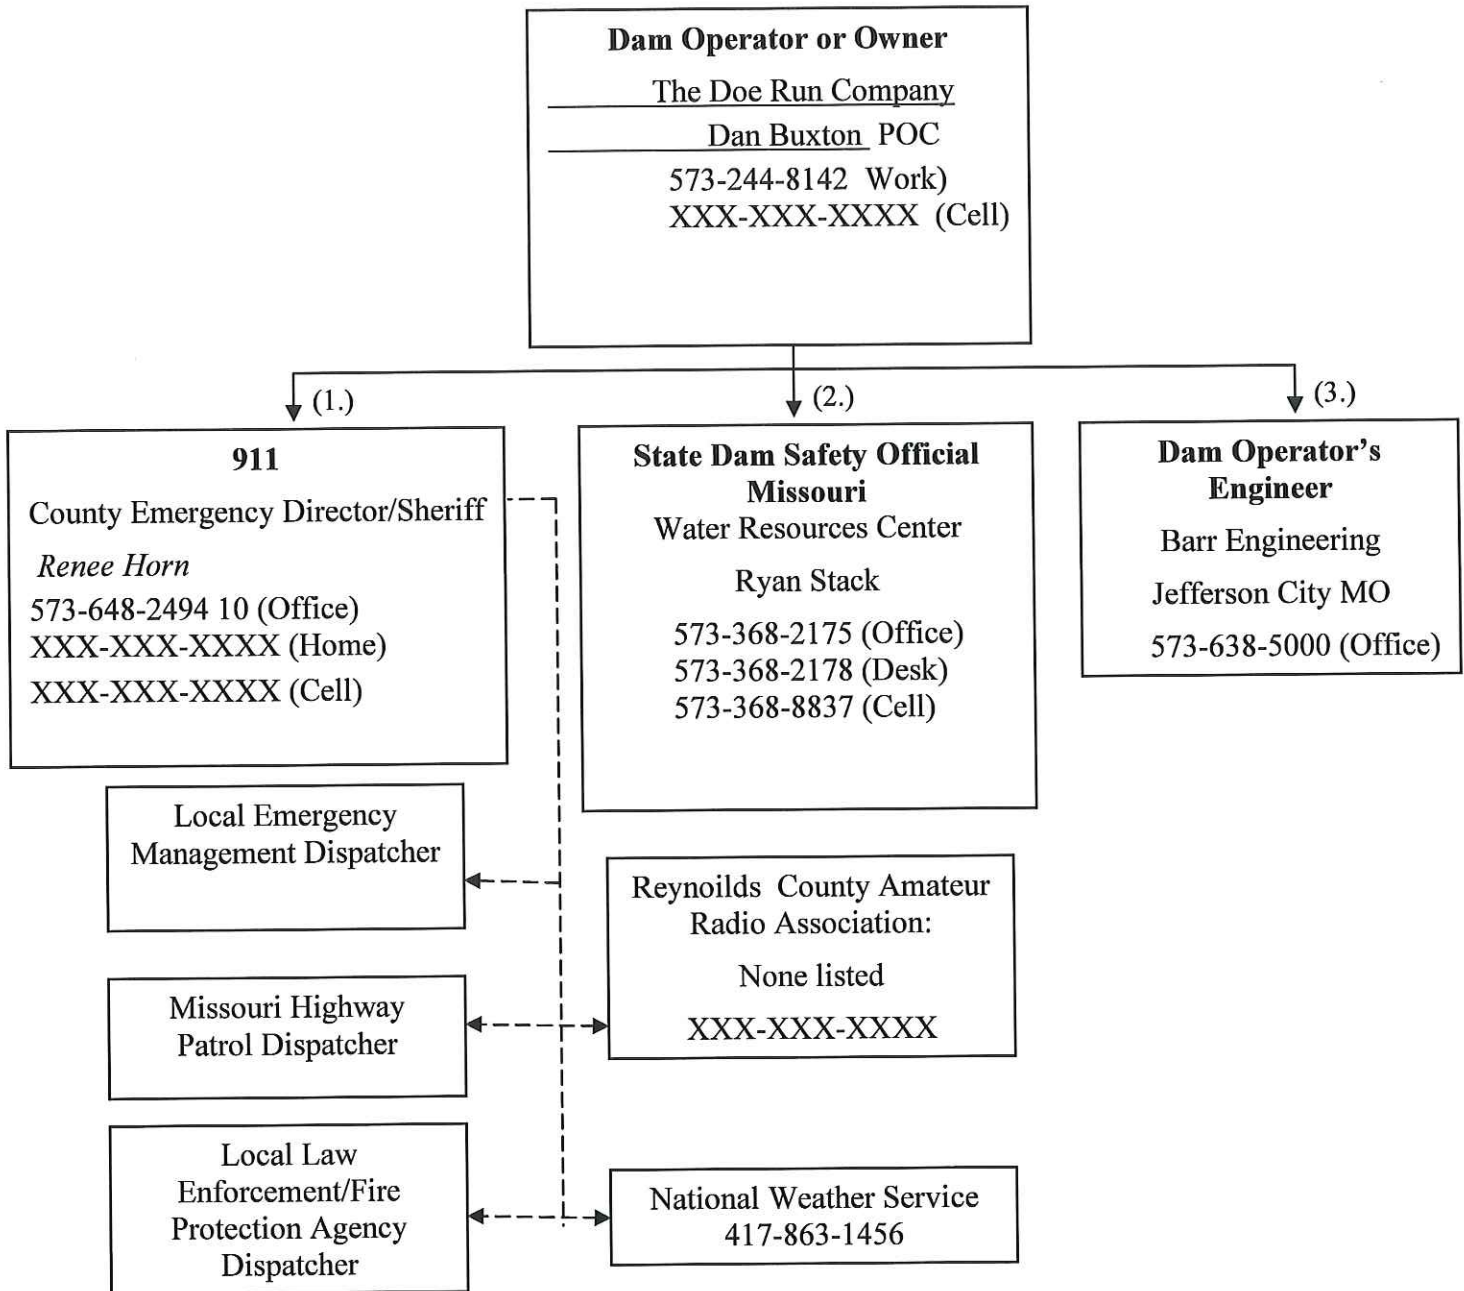 Dam Operator or Owner
The Doe Run Company
Dan Buxton POC
573-244-8142 Work)
XXX-XXX-XXXX (Cell)
(1.)
(2.)
(3.)
911
County Emergency Director/Sheriff
Renee Horn
573-648-2494 10 (Office)
XXX-XXX-XXXX (Home)
XXX-XXX-XXXX (Cell)
State Dam Safety Official
Missouri
Water Resources Center
Ryan Stack
573-368-2175 (Office)
573-368-2178 (Desk)
573-368-8837 (Cell)
Dam Operator's
Engineer
Barr Engineering
Jefferson City MO
573-638-5000 (Office)
Local Emergency
Management Dispatcher
Reynoilds County Amateur
Radio Association:
None listed
XXX-XXX-XXXX
Missouri Highway
Patrol Dispatcher
Local Law
Enforcement/Fire
Protection Agency
Dispatcher
National Weather Service
417-863-1456